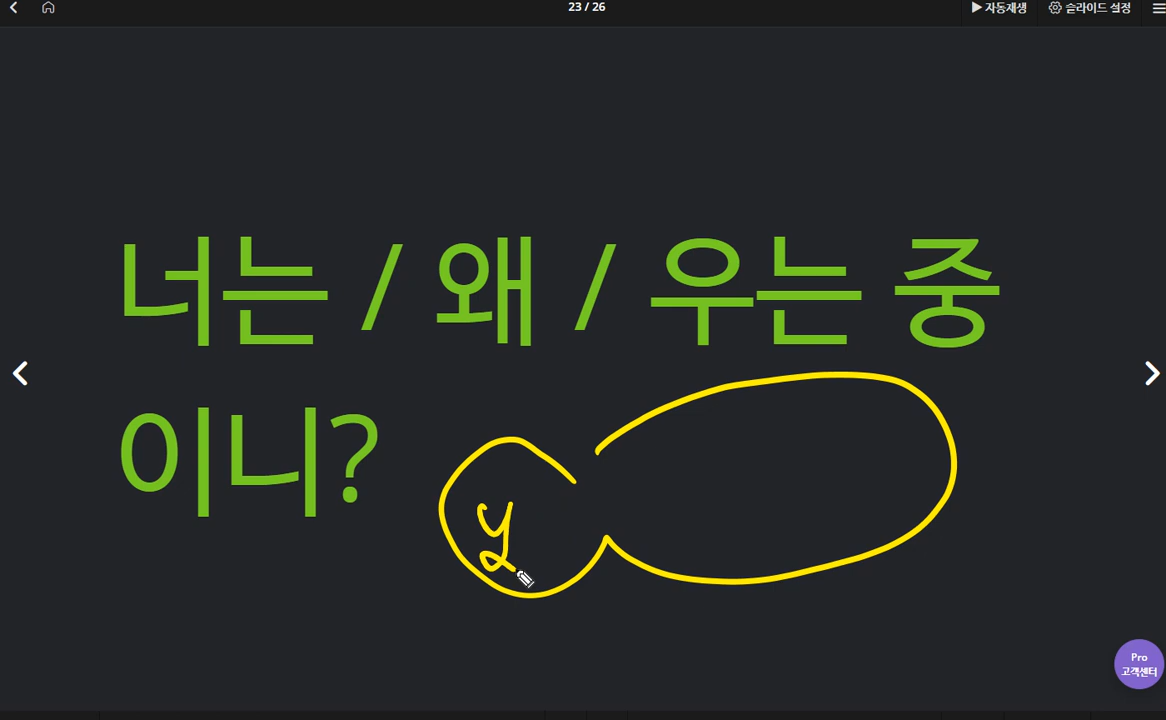 23 / 26
자동재생
슬라이드 설정
너는 / 왜 / 우는 중
이니?
y
Pro
고객센터